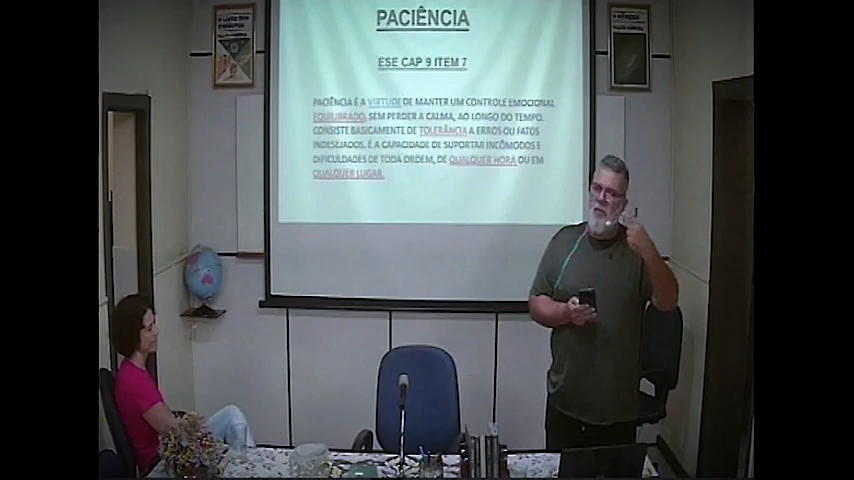 PACIÊNCIA
ESE CAP 9 ITEM 7
PACIÊNCIA É A VIRTUDE DE MANTER UM CONTROLE EMOCIONAL
EQUILIBRADO, SEM PERDER A CALMA, AO LONGO DO TEMPO.
CONSISTE BASICAMENTE DE TOLERÂNCIA A ERROS OU FATOS
INDESEJADOS. É A CAPACIDADE DE SUPORTAR INCÔMODOS E
DIFICULDADES DE TODA ORDEM, DE QUALQUER HORA OU EM
QUALQUER LUGAR.